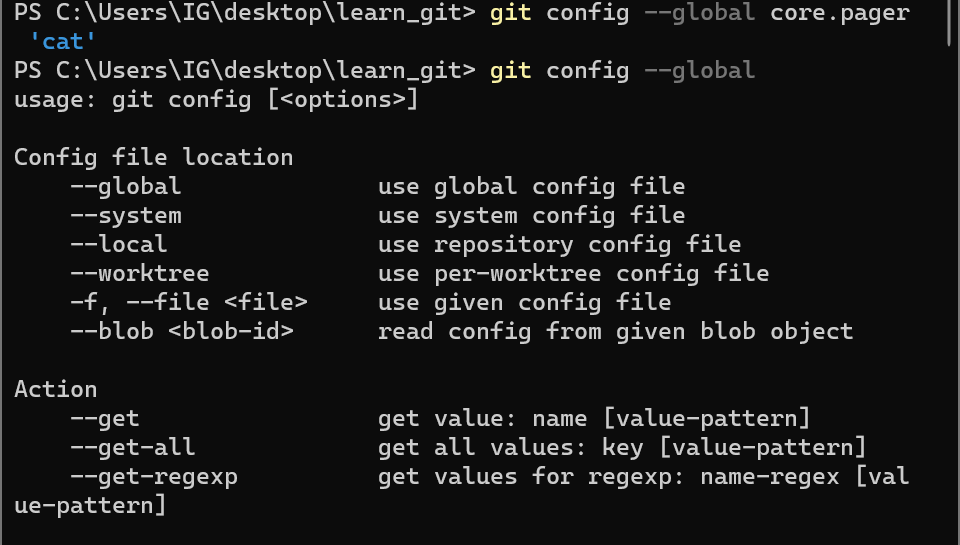 PS C:\Users\IG\desktop\learn_git> git config --global core.pager
 'cat'
PS C:\Users\IG\desktop\learn_git> git config --global
usage: git config [<options>]

Config file location
    --global              use global config file
    --system              use system config file
    --local               use repository config file
    --worktree            use per-worktree config file
    -f, --file <file>     use given config file
    --blob <blob-id>      read config from given blob object

Action
    --get                 get value: name [value-pattern]
    --get-all             get all values: key [value-pattern]
    --get-regexp          get values for regexp: name-regex [val
ue-pattern]